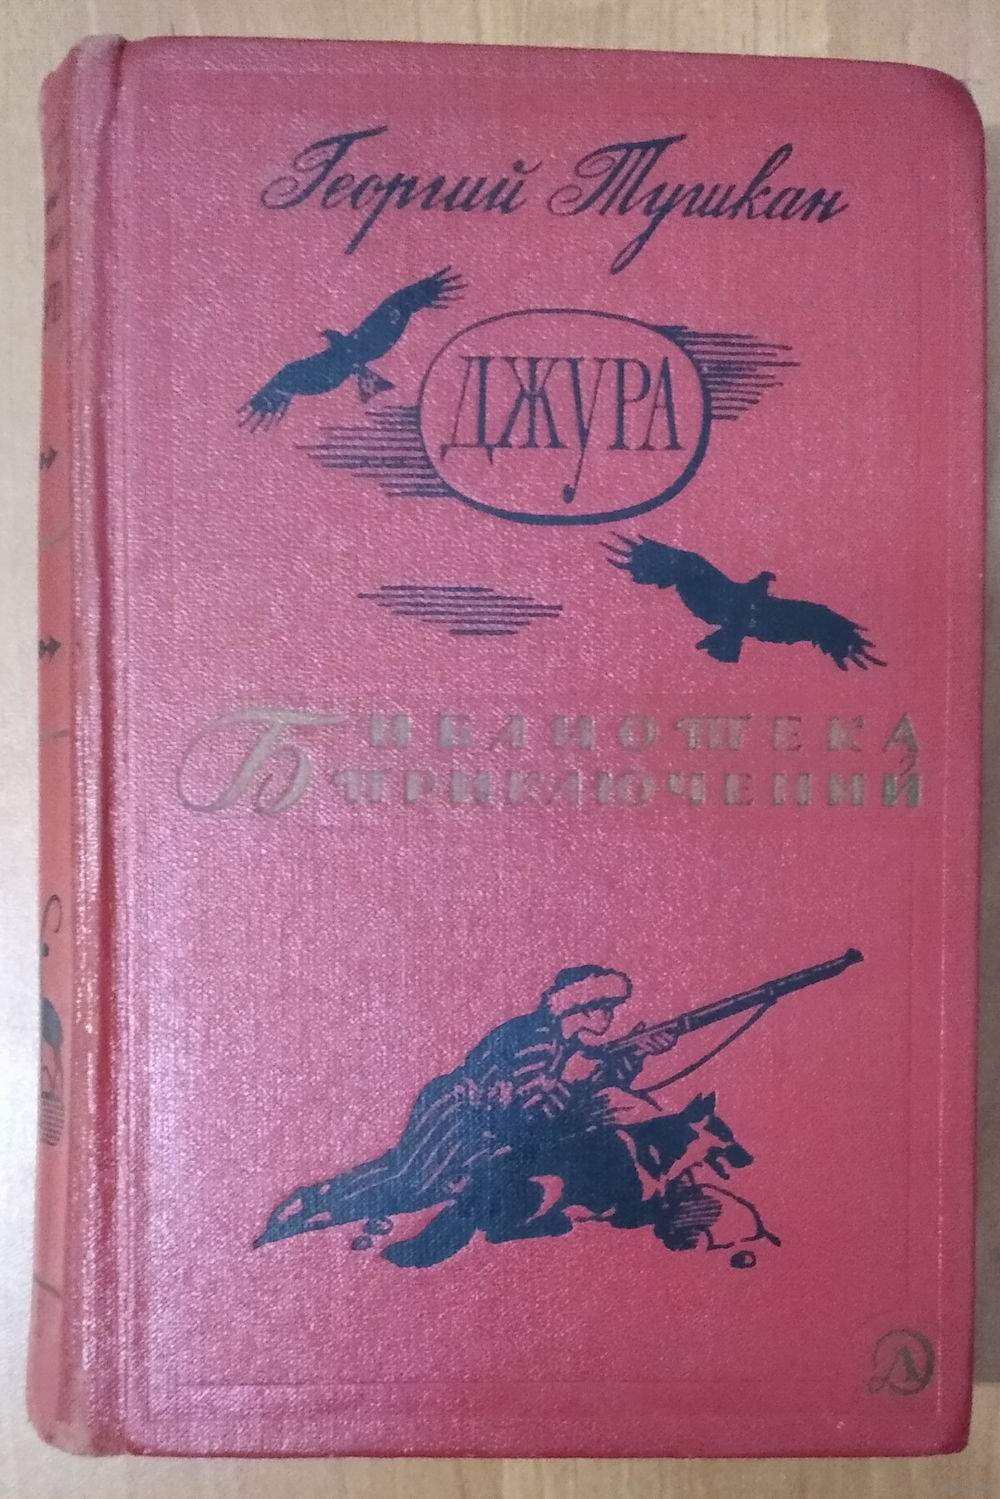 Георгий Тушкан
ДЖУРА
БИБЛИОТЕКА
ПРИКЛЮЧЕНИЙ
Д